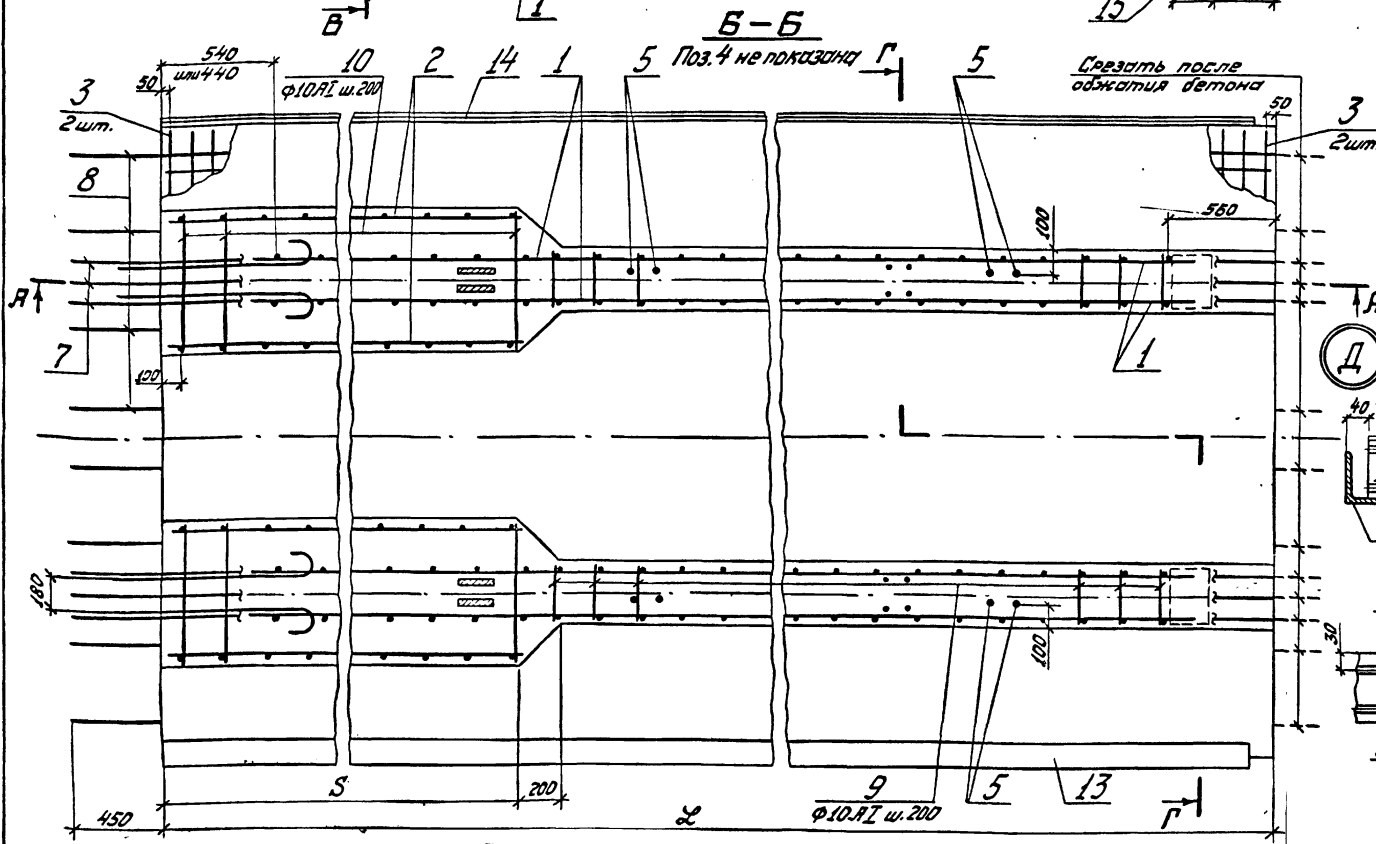 В
1
15
Б-Б
Поз. 4 не показана
Г
540
или 440
50
3
2шт.
10
Ф10АI ш.200
2
14
1
5
5
Срезать после
обжатия бетона
50
3
2шт.
8
560
100
А
А
7
100
1
Д
40
180
100
30
S
200
9
Ф10АI ш.200
5
13
Г
450
L